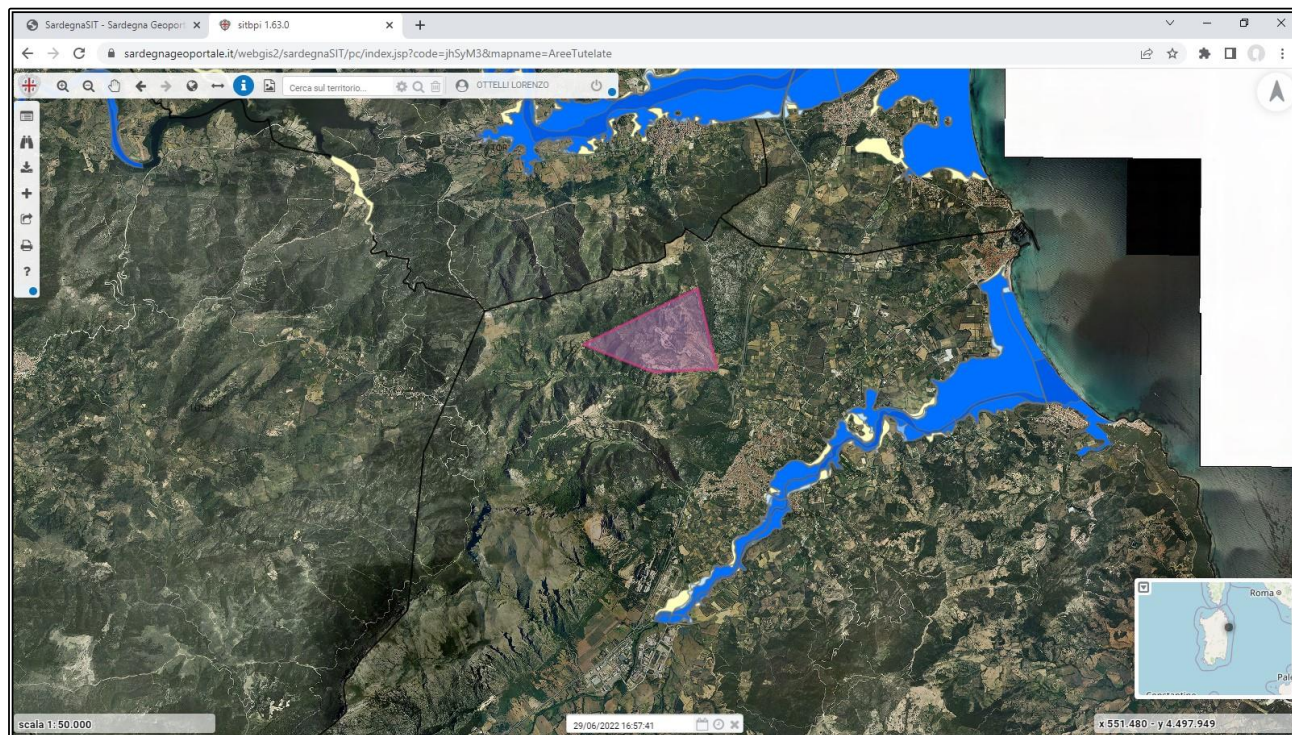 SardegnaSIT - Sardegna Geoport
sitbpi 1.63.0
sardegnageoportale.it/webgis2/sardegnaSIT/pc/index.jsp?code=jhSyM3&mapname=AreeTutelate
Cerca sul territorio...
OTTELLI LORENZO
?
Roma
Pale
Constantine
scala 1: 50.000
29/06/2022 16:57:41
x 551.480 - y 4.497.949